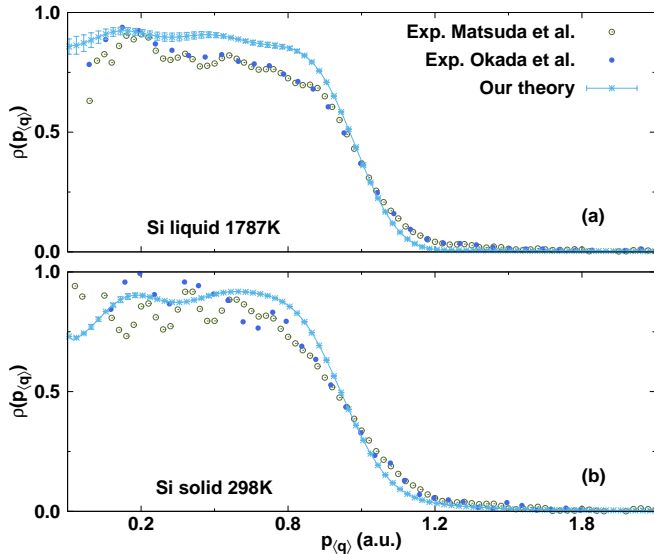 1.0
Exp. Matsuda et al.
Exp. Okada et al.
Our theory
ρ(p⟨q⟩)
0.5
Si liquid 1787K
(a)
0.0
1.0
ρ(p⟨q⟩)
0.5
Si solid 298K
(b)
0.0
0.2 0.8 1.2 1.8
p⟨q⟩ (a.u.)